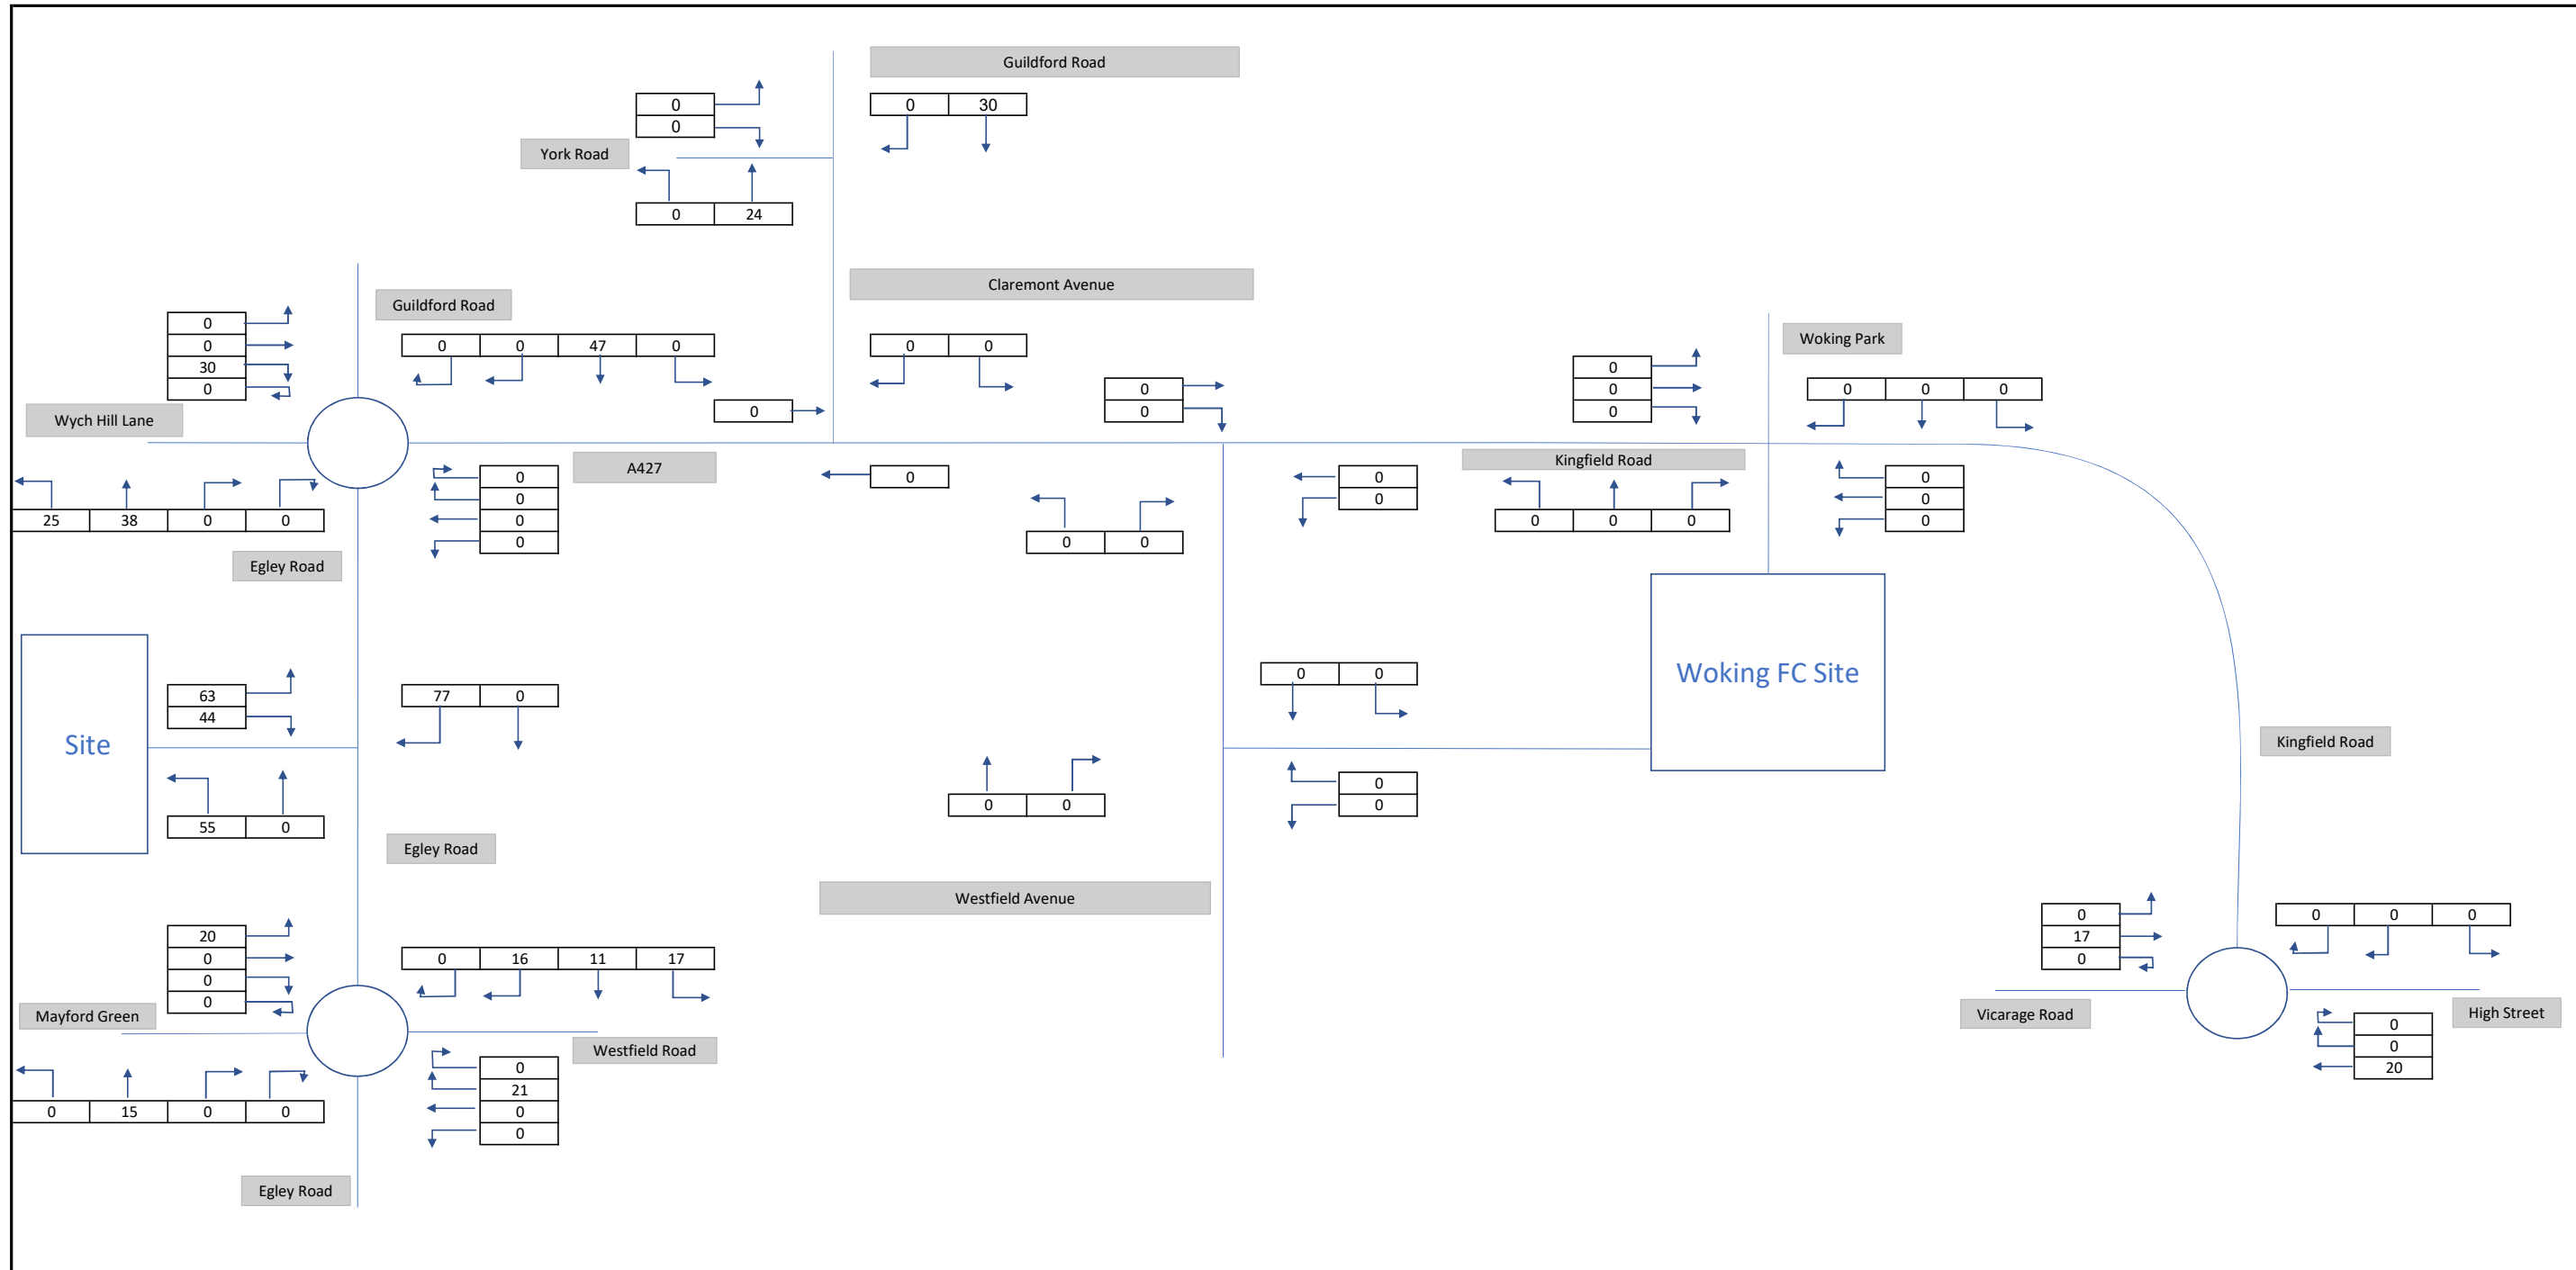 Guildford Road
0
0 30
0
York Road
0 24
Claremont Avenue
Guildford Road
0
0
30
0
0 0 47 0
0 0
Woking Park
0
0
0
0
0
0 0 0
0
Wych Hill Lane
A427
0
0
0
0
0
0
0
Kingfield Road
0
0
0
25 38 0 0
0 0 0
0 0
Egley Road
Site
63
44
77 0
0 0
Woking FC Site
Kingfield Road
55 0
0 0
0
0
Egley Road
Westfield Avenue
20
0
0
0
0 16 11 17
0
17
0
0 0 0
Mayford Green
Vicarage Road
High Street
Westfield Road
0
21
0
0
0
0
20
0 15 0 0
Egley Road